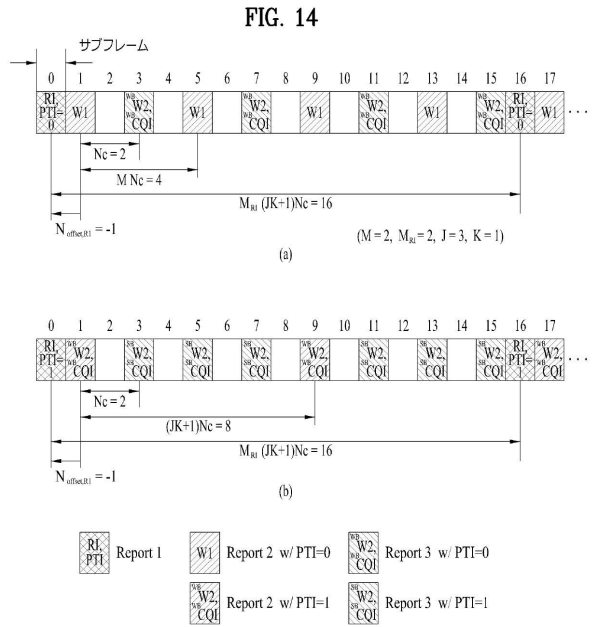 FIG. 14
サブフレーム
0 1 2 3 4 5 6 7 8 9 10 11 12 13 14 15 16 17
RI, PTI= 0 W1 WB W2, WB CQI W1 WB W2, WB CQI W1 WB W2, WB CQI W1 WB W2, WB CQI RI, PTI= 0 W1 ...
Nc = 2
M Nc = 4
MRI (JK+1)Nc = 16
Noffset,RI = -1
(M = 2, MRI = 2, J = 3, K = 1)
(a)
0 1 2 3 4 5 6 7 8 9 10 11 12 13 14 15 16 17
RI, PTI= 1 WB W2, WB CQI SB W2, SB CQI SB W2, SB CQI SB W2, SB CQI WB W2, WB CQI SB W2, SB CQI SB W2, SB CQI SB W2, SB CQI RI, PTI= 1 WB W2, WB CQI ...
Nc = 2
(JK+1)Nc = 8
MRI (JK+1)Nc = 16
Noffset,RI = -1
(b)
RI, PTI Report 1 W1 Report 2 w/ PTI=0 WB W2, WB CQI Report 3 w/ PTI=0
WB W2, WB CQI Report 2 w/ PTI=1 SB W2, SB CQI Report 3 w/ PTI=1